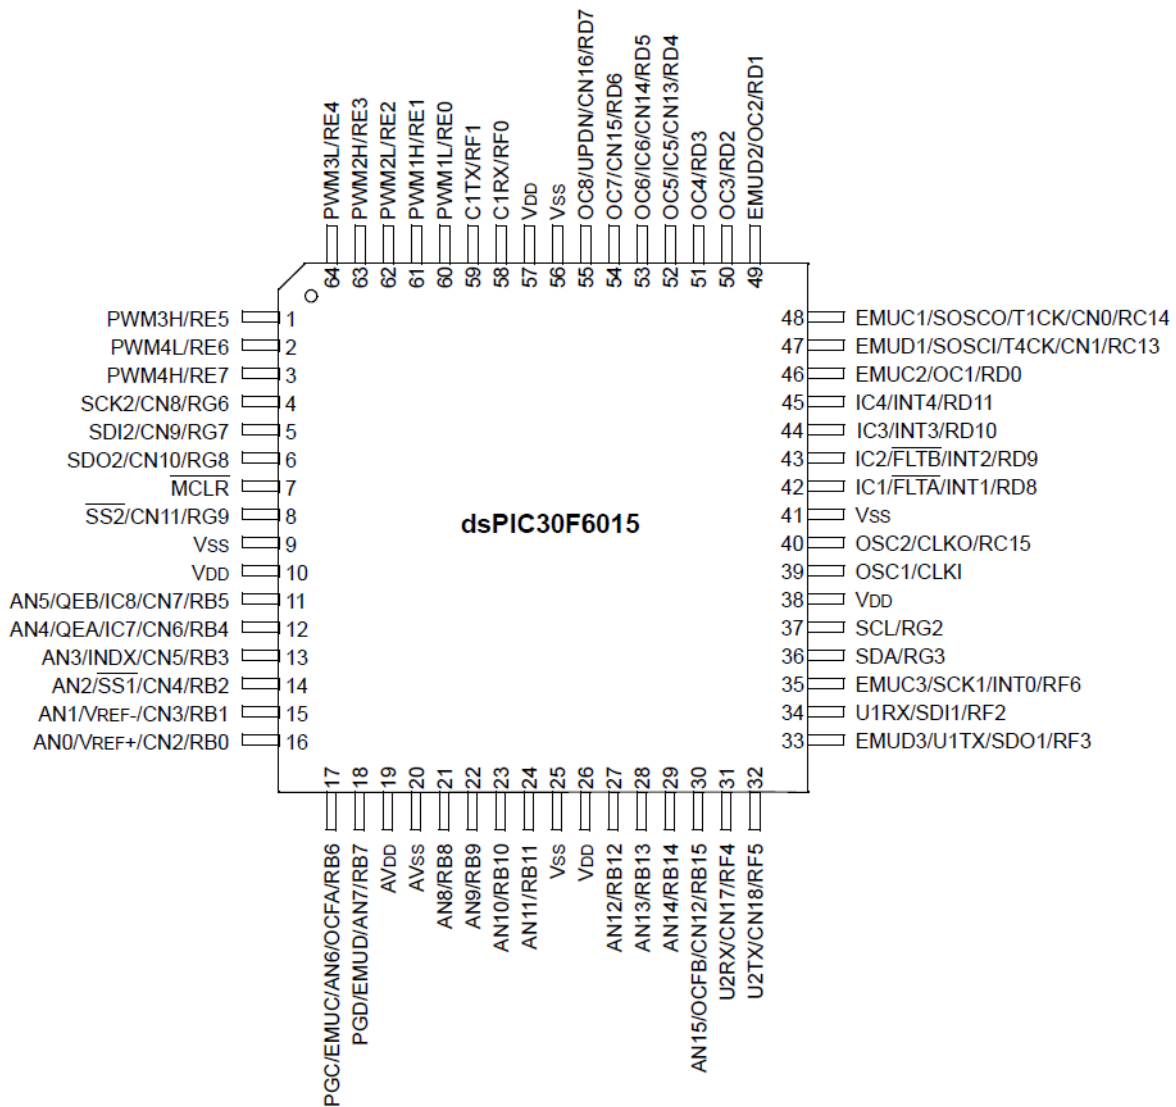 PWM3L/RE4
PWM2H/RE3
PWM2L/RE2
PWM1H/RE1
PWM1L/RE0
C1TX/RF1
C1RX/RF0
VDD
VSS
OC8/UPDN/CN16/RD7
OC7/CN15/RD6
OC6/IC6/CN14/RD5
OC5/IC5/CN13/RD4
OC4/RD3
OC3/RD2
EMUD2/OC2/RD1
64 63 62 61 60 59 58 57 56 55 54 53 52 51 50 49
PWM3H/RE5 1
PWM4L/RE6 2
PWM4H/RE7 3
SCK2/CN8/RG6 4
SDI2/CN9/RG7 5
SDO2/CN10/RG8 6
MCLR 7
SS2/CN11/RG9 8
VSS 9
VDD 10
AN5/QEB/IC8/CN7/RB5 11
AN4/QEA/IC7/CN6/RB4 12
AN3/INDX/CN5/RB3 13
AN2/SS1/CN4/RB2 14
AN1/VREF-/CN3/RB1 15
AN0/VREF+/CN2/RB0 16
dsPIC30F6015
48 EMUC1/SOSCO/T1CK/CN0/RC14
47 EMUD1/SOSCI/T4CK/CN1/RC13
46 EMUC2/OC1/RD0
45 IC4/INT4/RD11
44 IC3/INT3/RD10
43 IC2/FLTB/INT2/RD9
42 IC1/FLTA/INT1/RD8
41 VSS
40 OSC2/CLKO/RC15
39 OSC1/CLKI
38 VDD
37 SCL/RG2
36 SDA/RG3
35 EMUC3/SCK1/INT0/RF6
34 U1RX/SDI1/RF2
33 EMUD3/U1TX/SDO1/RF3
17 18 19 20 21 22 23 24 25 26 27 28 29 30 31 32
PGC/EMUC/AN6/OCFA/RB6
PGD/EMUD/AN7/RB7
AVDD
AVSS
AN8/RB8
AN9/RB9
AN10/RB10
AN11/RB11
VSS
VDD
AN12/RB12
AN13/RB13
AN14/RB14
AN15/OCFB/CN12/RB15
U2RX/CN17/RF4
U2TX/CN18/RF5